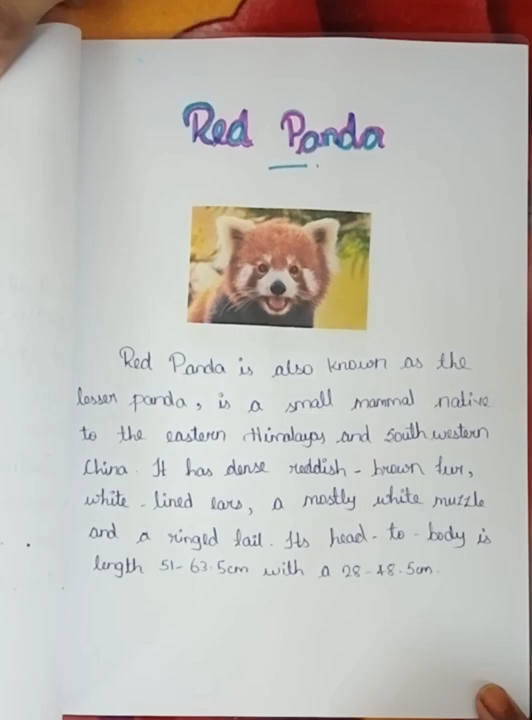 Red Panda
Red Panda is also known as the
lesser panda, is a small mammal native
to the eastern Himalayas and southwestern
China. It has dense reddish - brown fur,
white - lined ears, a mostly white muzzle
and a ringed tail. Its head - to - body is
length 51-63.5cm with a 28-48.5cm.